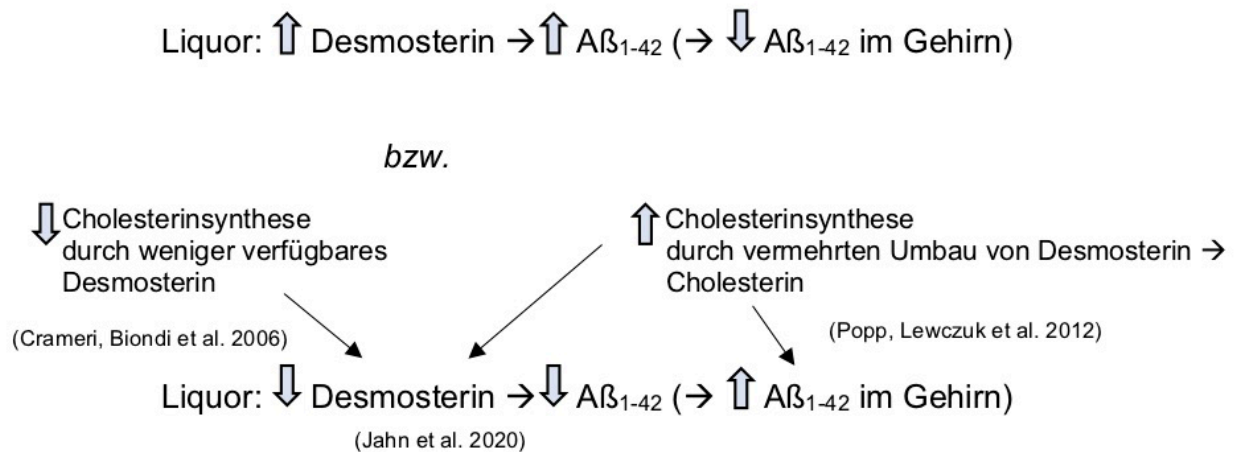 Liquor: ⇧ Desmosterin → ⇧ Aß1-42 (→ ⇩ Aß1-42 im Gehirn)
bzw.
⇩ Cholesterinsynthese
durch weniger verfügbares
Desmosterin
(Crameri, Biondi et al. 2006)
⇧ Cholesterinsynthese
durch vermehrten Umbau von Desmosterin →
Cholesterin
(Popp, Lewczuk et al. 2012)
Liquor: ⇩ Desmosterin → ⇩ Aß1-42 (→ ⇧ Aß1-42 im Gehirn)
(Jahn et al. 2020)